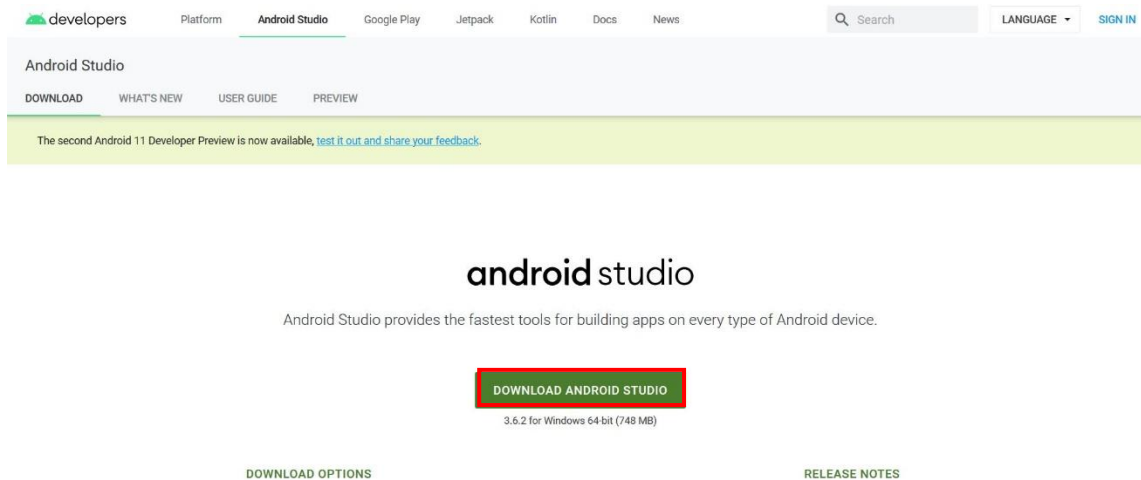 developers Platform Android Studio Google Play Jetpack Kotlin Docs News Search LANGUAGE SIGN IN
Android Studio
DOWNLOAD WHAT'S NEW USER GUIDE PREVIEW
The second Android 11 Developer Preview is now available, test it out and share your feedback.
android studio
Android Studio provides the fastest tools for building apps on every type of Android device.
DOWNLOAD ANDROID STUDIO
3.6.2 for Windows 64-bit (748 MB)
DOWNLOAD OPTIONS RELEASE NOTES